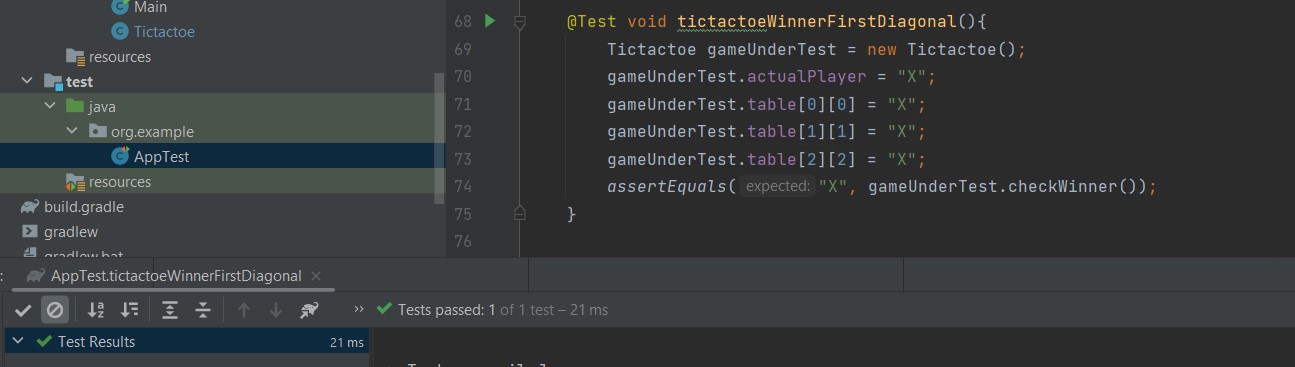 Main
Tictactoe
resources
test
java
org.example
AppTest
resources
build.gradle
gradlew
gradlew.bat
68 @Test void tictactoeWinnerFirstDiagonal(){
69 Tictactoe gameUnderTest = new Tictactoe();
70 gameUnderTest.actualPlayer = "X";
71 gameUnderTest.table[0][0] = "X";
72 gameUnderTest.table[1][1] = "X";
73 gameUnderTest.table[2][2] = "X";
74 assertEquals( expected: "X", gameUnderTest.checkWinner());
75 }
76
: AppTest.tictactoeWinnerFirstDiagonal ×
» Tests passed: 1 of 1 test – 21 ms
Test Results 21 ms